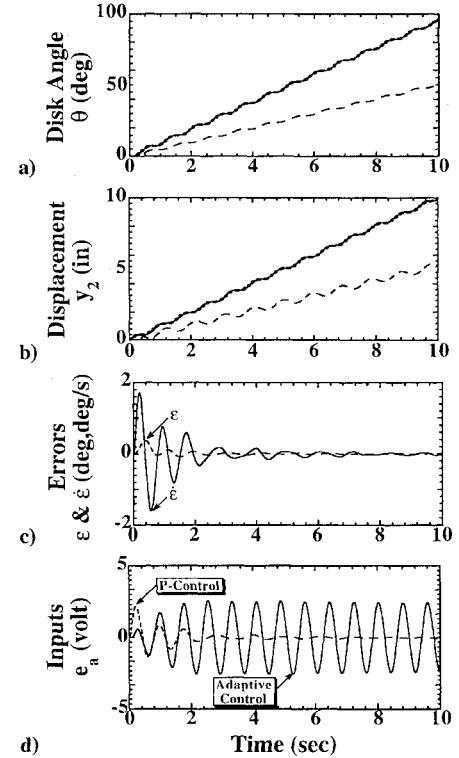 Disk Angle
θ (deg)
100
50
0
0 2 4 6 8 10
a)
Displacement
y2 (in)
10
5
0
0 2 4 6 8 10
b)
Errors
ε & ε̇ (deg,deg/s)
2
0
-2
ε
ε̇
0 2 4 6 8 10
c)
Inputs
ea (volt)
5
0
-5
P-Control
Adaptive
Control
0 2 4 6 8 10
d)
Time (sec)